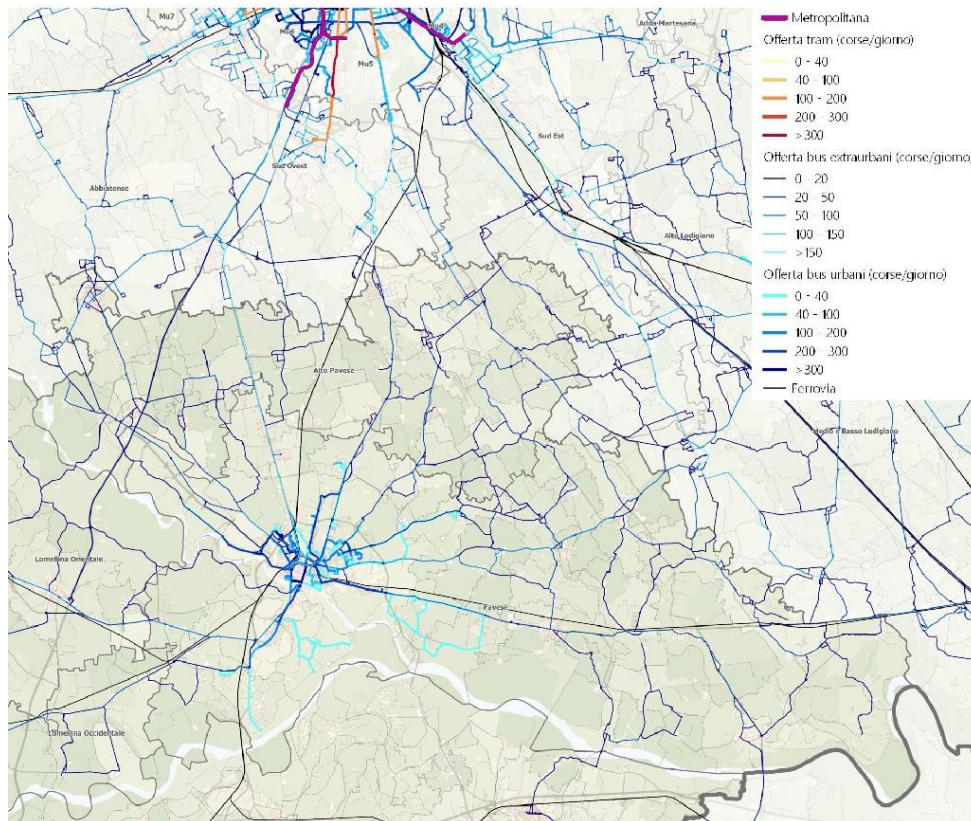 Mu7
Mu6
Mu5
Mu4
Adda Martesana
Sud Est
Sud Ovest
Abbiatense
Alto Lodigiano
Alto Pavese
Medio e Basso Lodigiano
Lomellina Orientale
Pavese
Lomellina Occidentale
Metropolitana
Offerta tram (corse/giorno)
0 - 40
40 - 100
100 - 200
200 - 300
>300
Offerta bus extraurbani (corse/giorno)
0 - 20
20 - 50
50 - 100
100 - 150
>150
Offerta bus urbani (corse/giorno)
0 - 40
40 - 100
100 - 200
200 - 300
>300
Ferrovia